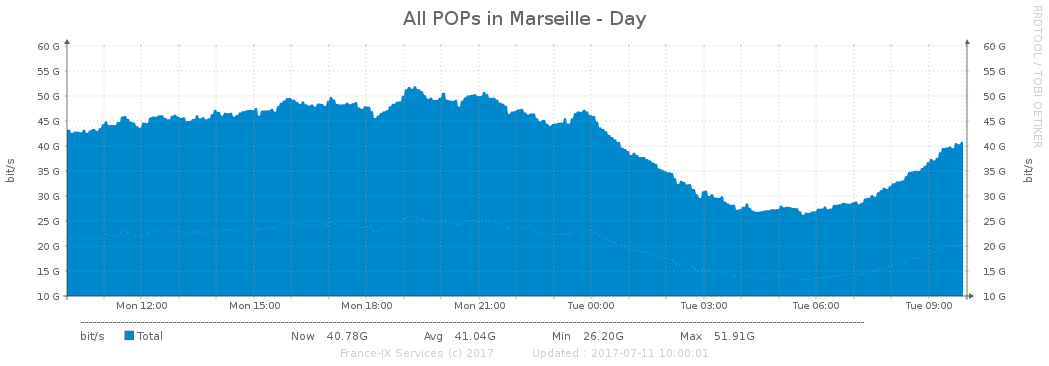 All POPs in Marseille - Day
RRDTOOL / TOBI OETIKER
60 G 60 G
55 G 55 G
50 G 50 G
45 G 45 G
40 G 40 G
35 G 35 G
30 G 30 G
25 G 25 G
20 G 20 G
15 G 15 G
10 G 10 G
bit/s bit/s
Mon 12:00 Mon 15:00 Mon 18:00 Mon 21:00 Tue 00:00 Tue 03:00 Tue 06:00 Tue 09:00
bit/s Total Now 40.78G Avg 41.04G Min 26.20G Max 51.91G
France-IX Services (c) 2017 Updated : 2017-07-11 10:00:01